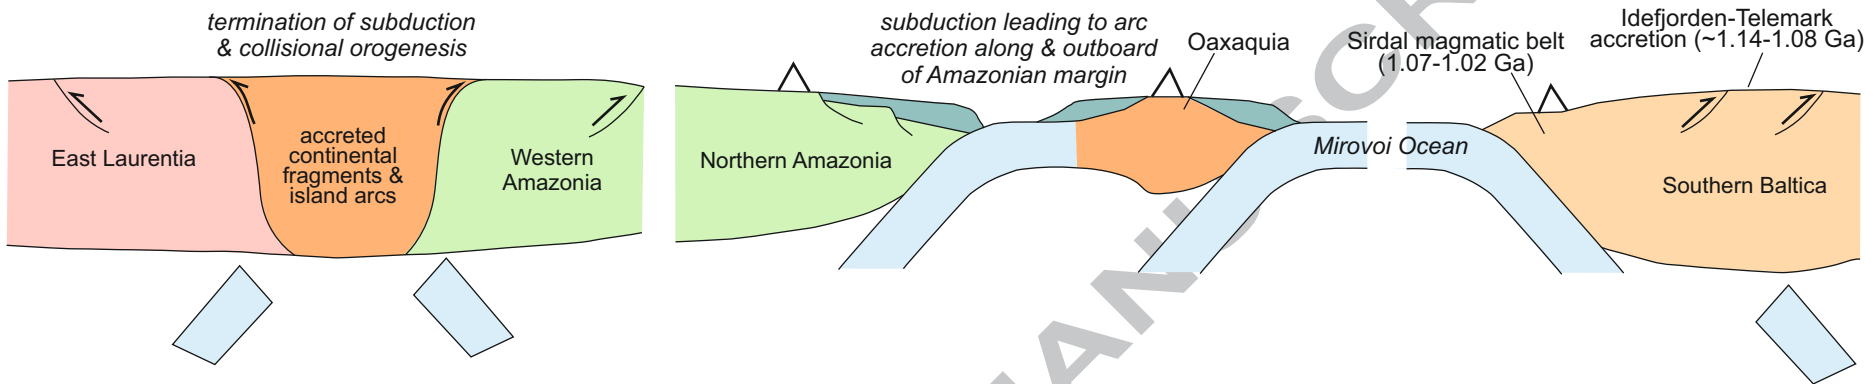 termination of subduction
& collisional orogenesis
East Laurentia
accreted
continental
fragments &
island arcs
Western
Amazonia
subduction leading to arc
accretion along & outboard
of Amazonian margin
Oaxaquia
Northern Amazonia
Mirovoi Ocean
Sirdal magmatic belt
(1.07-1.02 Ga)
Idefjorden-Telemark
accretion (~1.14-1.08 Ga)
Southern Baltica